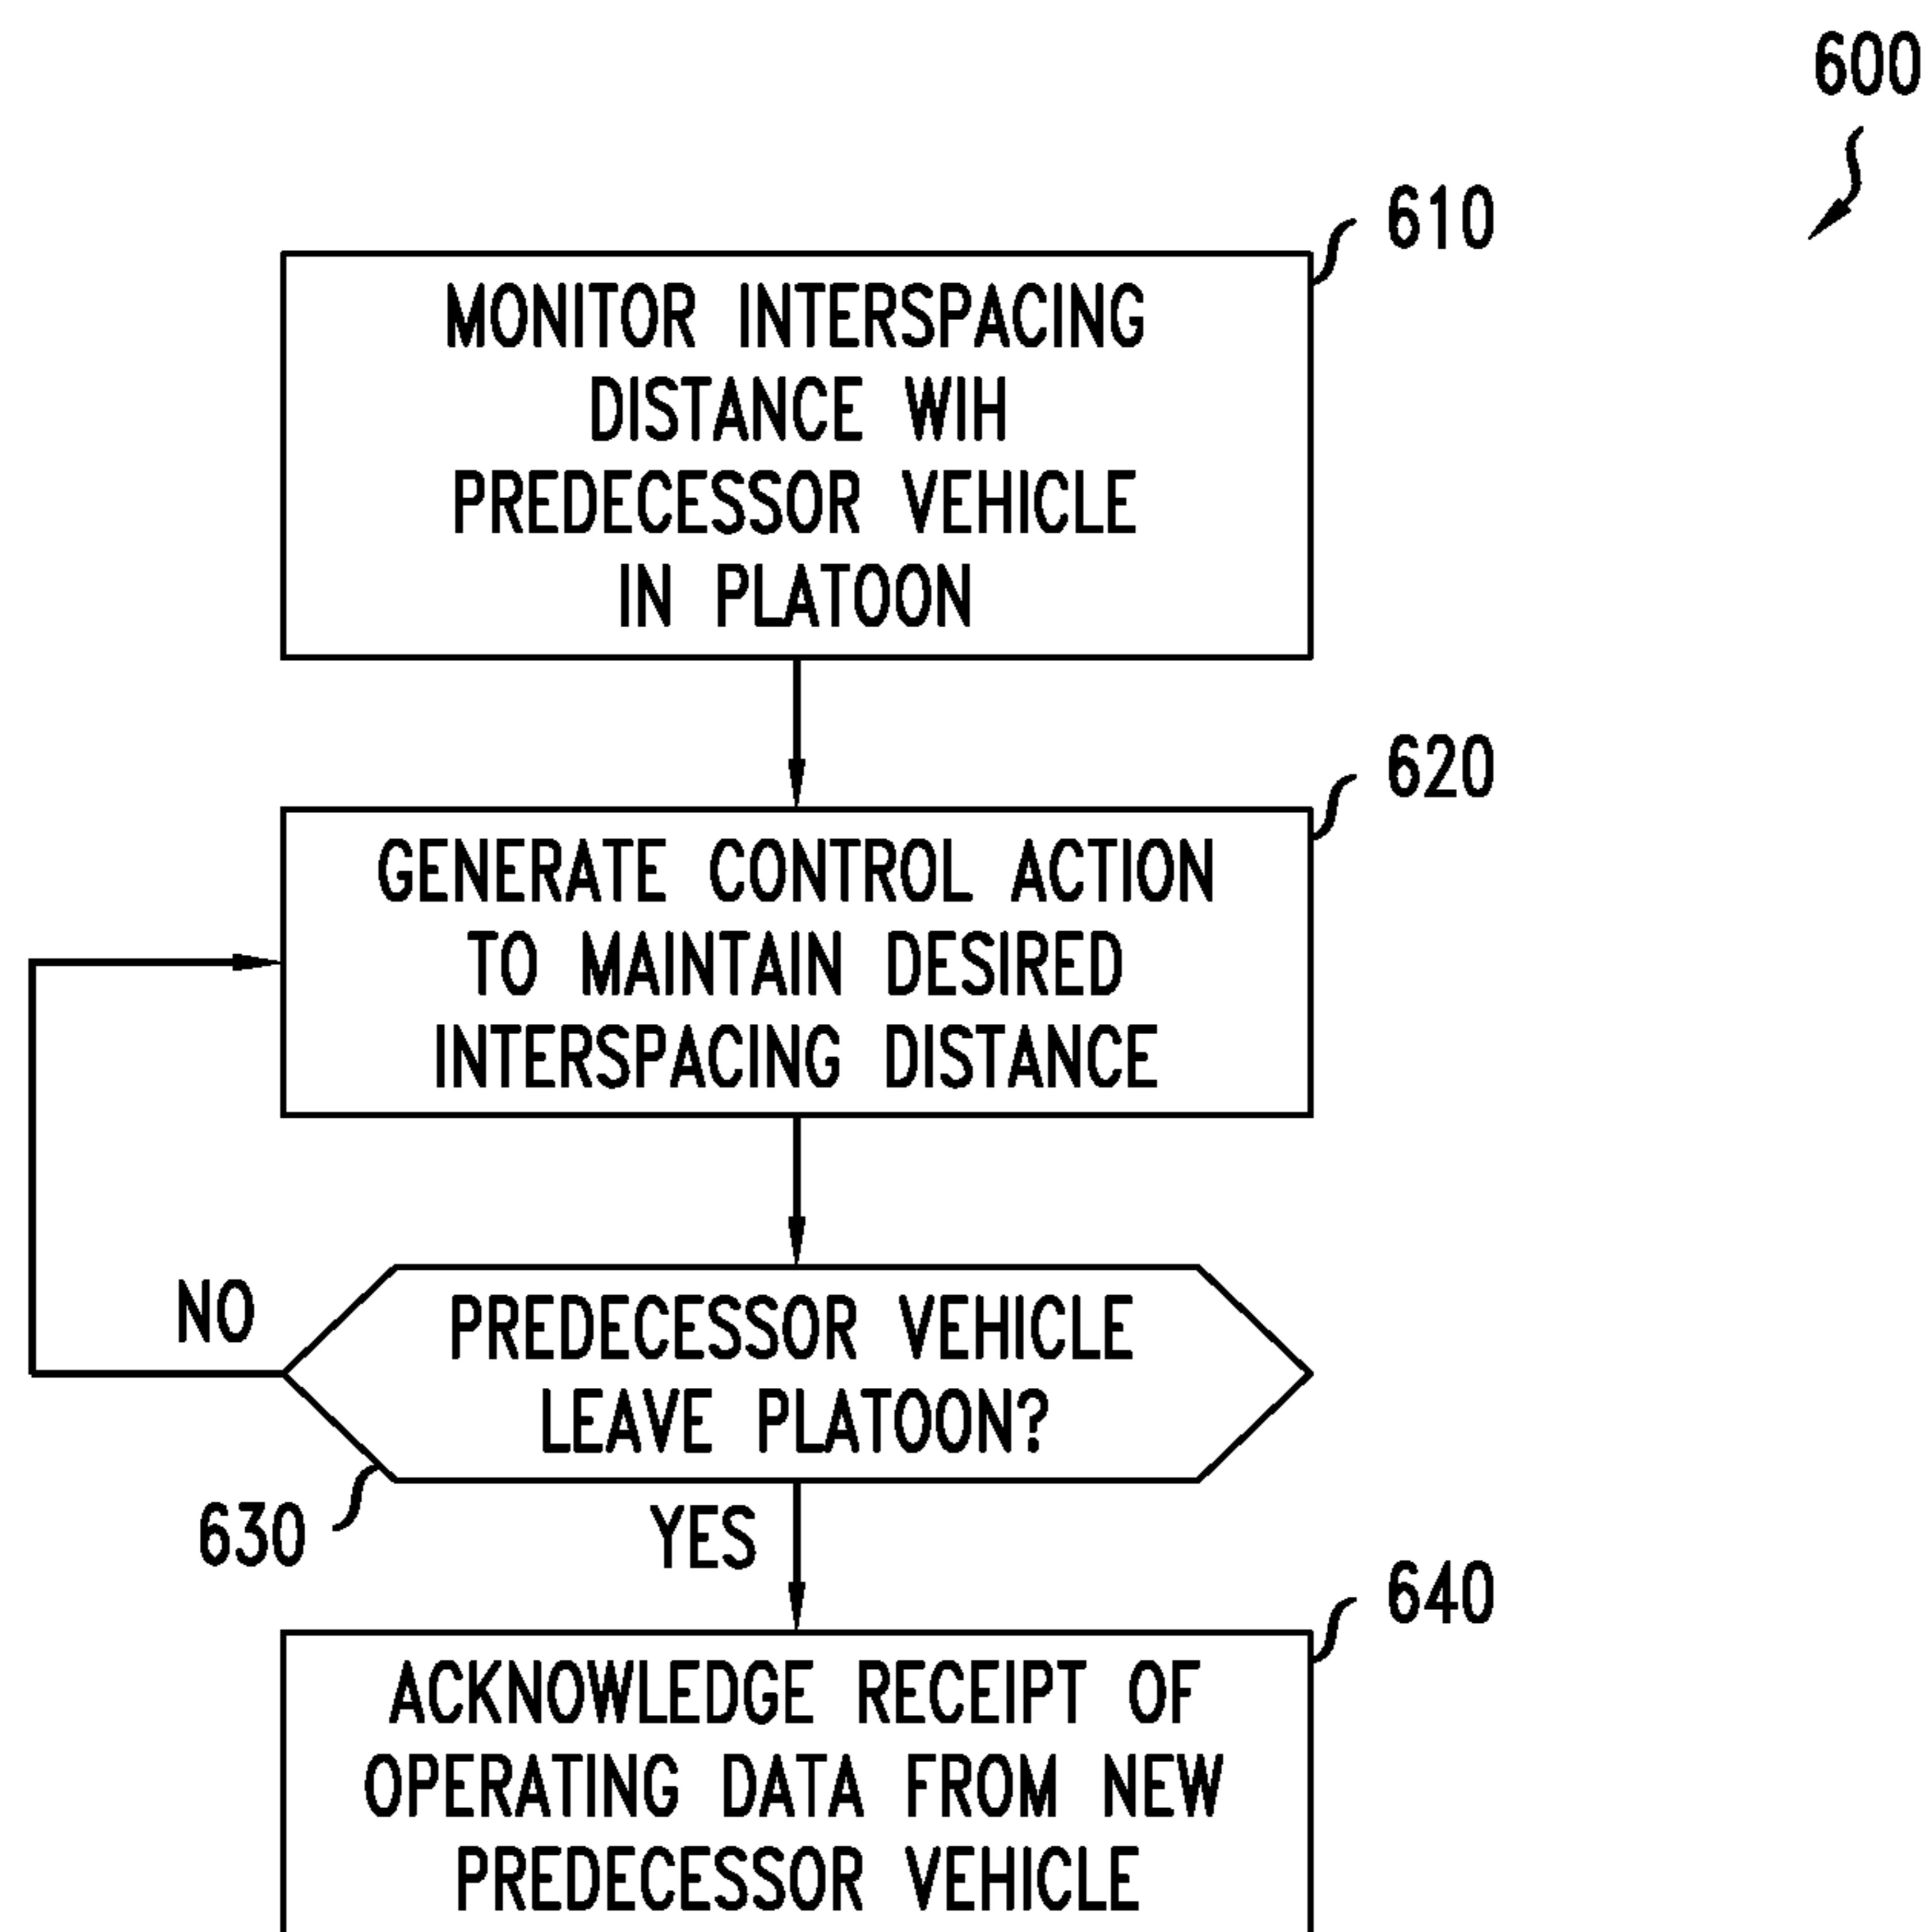 600
610
MONITOR INTERSPACING
DISTANCE WIH
PREDECESSOR VEHICLE
IN PLATOON
620
GENERATE CONTROL ACTION
TO MAINTAIN DESIRED
INTERSPACING DISTANCE
NO
PREDECESSOR VEHICLE
LEAVE PLATOON?
630
YES
640
ACKNOWLEDGE RECEIPT OF
OPERATING DATA FROM NEW
PREDECESSOR VEHICLE